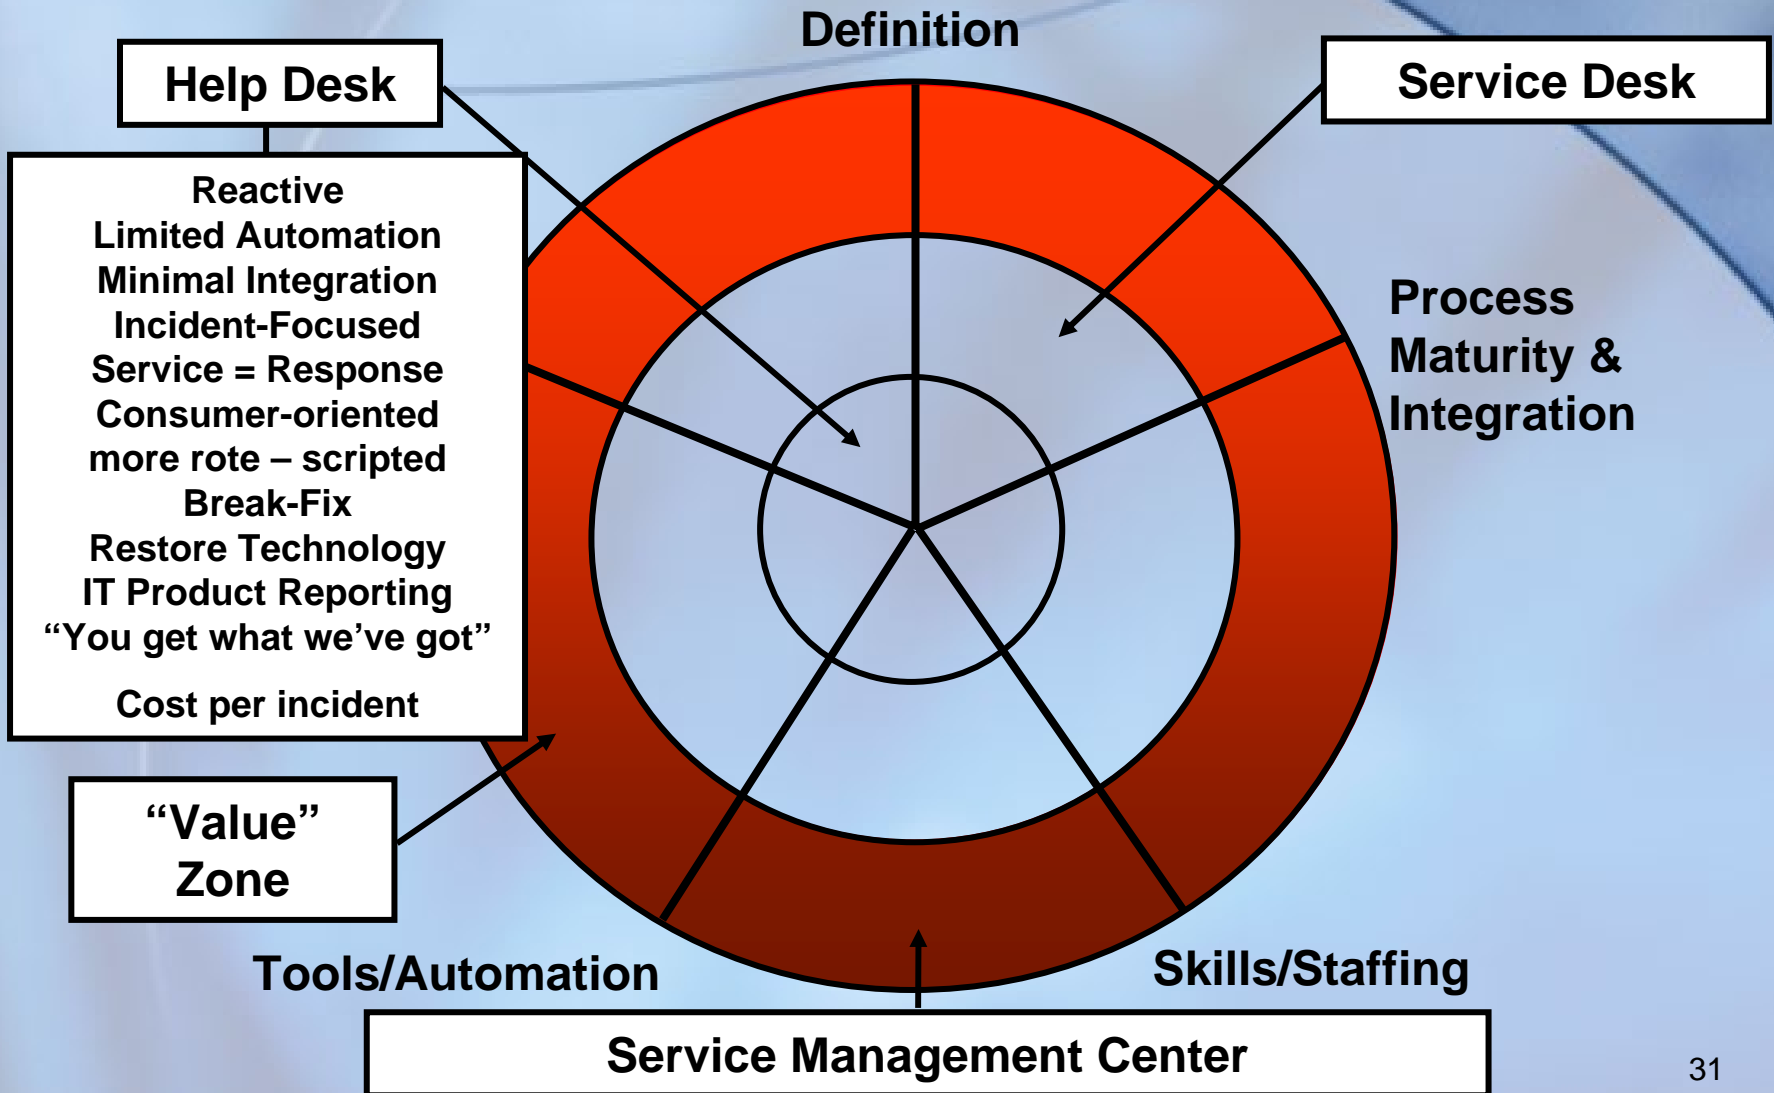 Definition
Help Desk
Service Desk
Reactive
Limited Automation
Minimal Integration
Incident-Focused
Service = Response
Consumer-oriented
more rote – scripted
Break-Fix
Restore Technology
IT Product Reporting
“You get what we’ve got”
Cost per incident
Process
Maturity &
Integration
“Value”
Zone
Tools/Automation
Skills/Staffing
Service Management Center
31